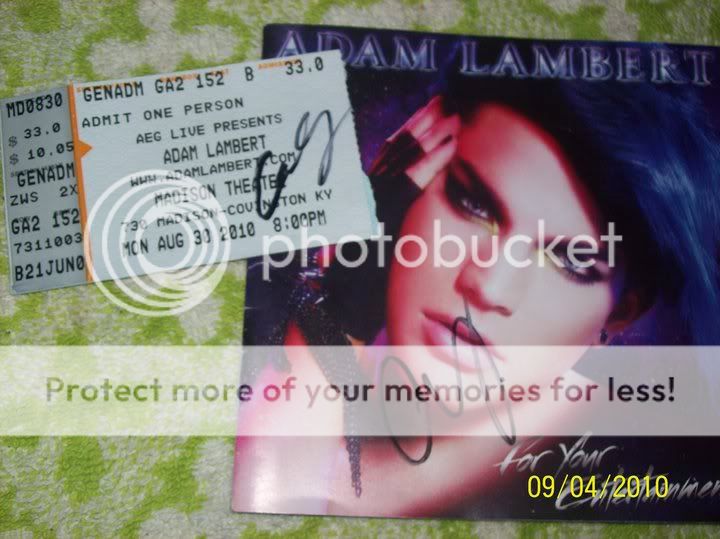 MD0830
$ 33.0
$ 10.05
GENADM
ZWS 2X
GA2 152
7311003
B21JUN0
GENADM GA2 152 B 33.0
ADMIT ONE PERSON
AEG LIVE PRESENTS
ADAM LAMBERT
WWW.ADAMLAMBERT.COM
MADISON THEATER
730 MADISON-COVINGTON KY
MON AUG 30 2010 8:00PM
ADAM LAMBERT
For Your
Entertainment
photobucket
Protect more of your memories for less!
09/04/2010